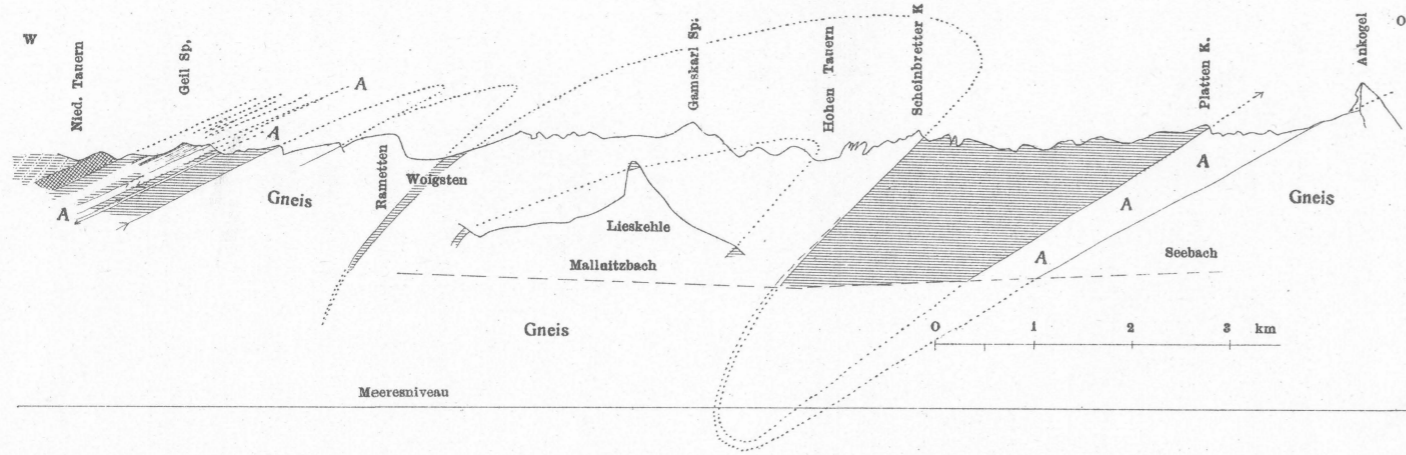 W
Nied. Tauern
Geil Sp.
Gamskarl Sp.
Hohen Tauern
Scheinbretter K
Platten K.
Ankogel
O
A
A
A
Gneis
Rametten
Woigsten
Lieskehle
Mallnitzbach
A
A
A
Gneis
Seebach
Gneis
0 1 2 3 km
Meeresniveau